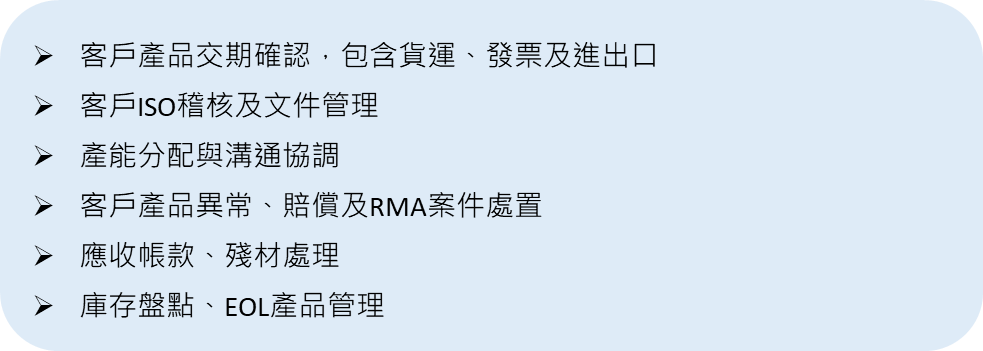 ➢ 客戶產品交期確認，包含貨運、發票及進出口
➢ 客戶ISO稽核及文件管理
➢ 產能分配與溝通協調
➢ 客戶產品異常、賠償及RMA案件處置
➢ 應收帳款、殘材處理
➢ 庫存盤點、EOL產品管理